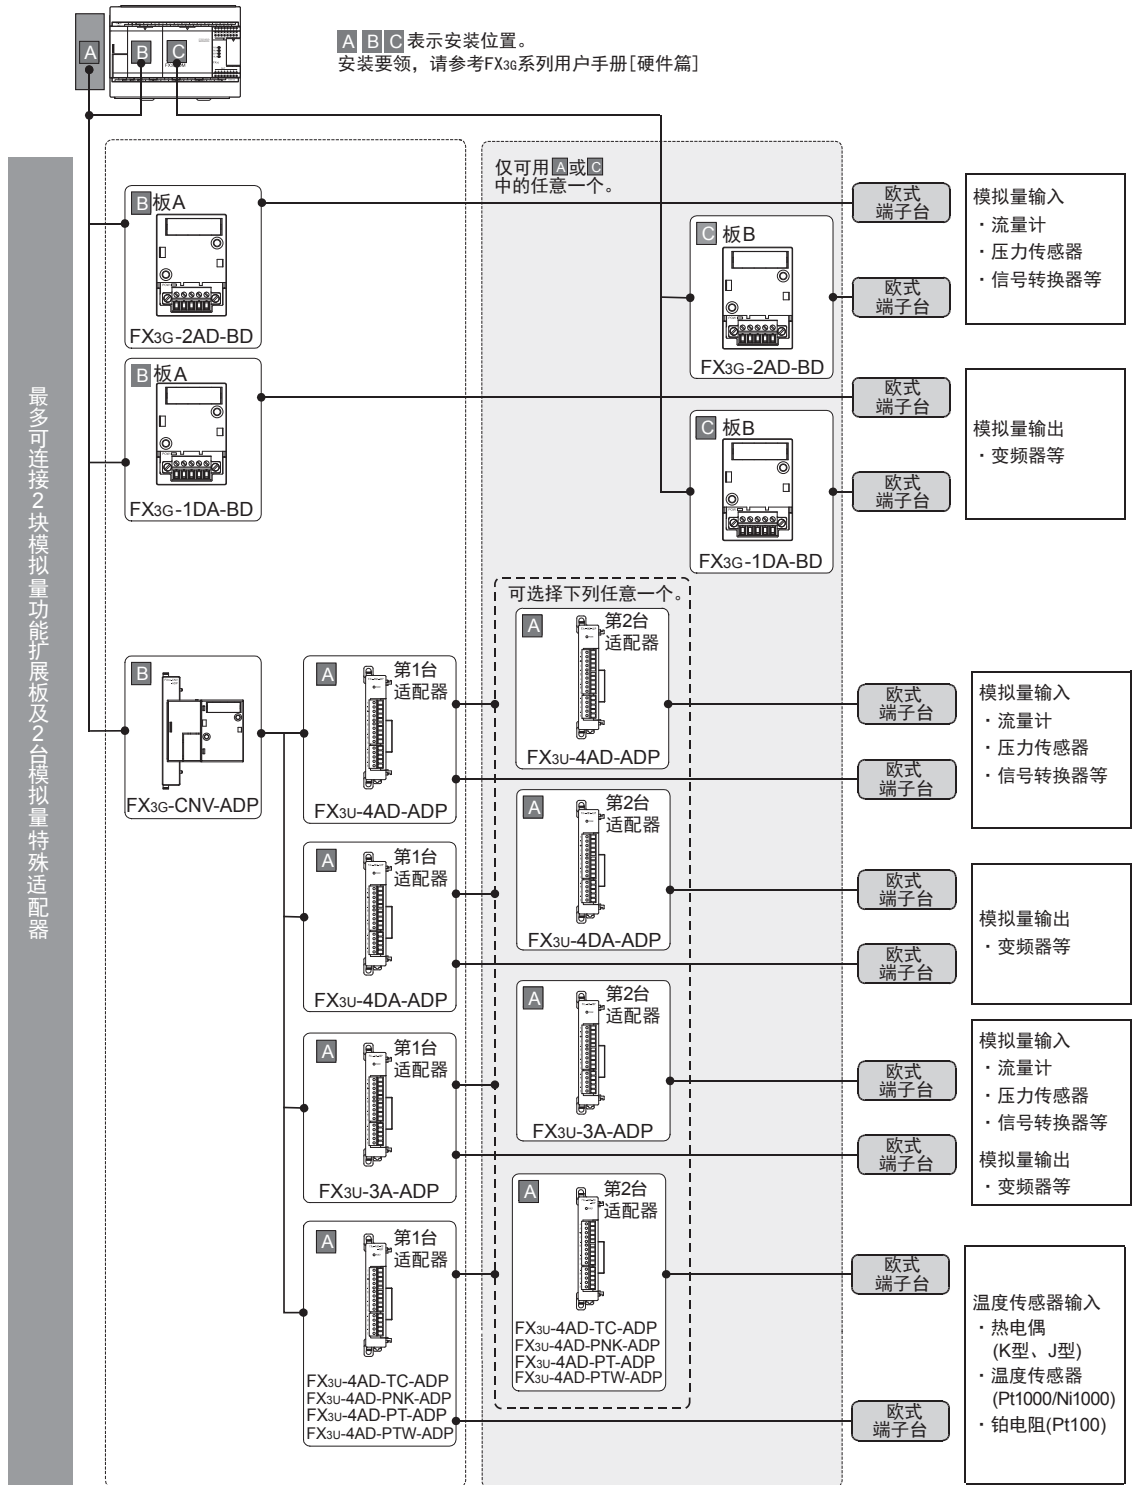 A
B
C
A B C 表示安装位置。
安装要领，请参考FX3G系列用户手册[硬件篇]
最多可连接2块模拟量功能扩展板及2台模拟量特殊适配器
仅可用A或C
中的任意一个。
B 板A
FX3G-2AD-BD
B 板A
FX3G-1DA-BD
C 板B
FX3G-2AD-BD
C 板B
FX3G-1DA-BD
欧式
端子台
欧式
端子台
模拟量输入
・流量计
・压力传感器
・信号转换器等
欧式
端子台
欧式
端子台
模拟量输出
・变频器等
B
FX3G-CNV-ADP
可选择下列任意一个。
A 第1台
适配器
FX3U-4AD-ADP
A 第2台
适配器
FX3U-4AD-ADP
欧式
端子台
欧式
端子台
模拟量输入
・流量计
・压力传感器
・信号转换器等
A 第1台
适配器
FX3U-4DA-ADP
A 第2台
适配器
FX3U-4DA-ADP
欧式
端子台
欧式
端子台
模拟量输出
・变频器等
A 第1台
适配器
FX3U-3A-ADP
A 第2台
适配器
FX3U-3A-ADP
欧式
端子台
欧式
端子台
模拟量输入
・流量计
・压力传感器
・信号转换器等
模拟量输出
・变频器等
A 第1台
适配器
FX3U-4AD-TC-ADP
FX3U-4AD-PNK-ADP
FX3U-4AD-PT-ADP
FX3U-4AD-PTW-ADP
A 第2台
适配器
FX3U-4AD-TC-ADP
FX3U-4AD-PNK-ADP
FX3U-4AD-PT-ADP
FX3U-4AD-PTW-ADP
欧式
端子台
欧式
端子台
温度传感器输入
・热电偶
(K型、J型)
・温度传感器
(Pt1000/Ni1000)
・铂电阻(Pt100)